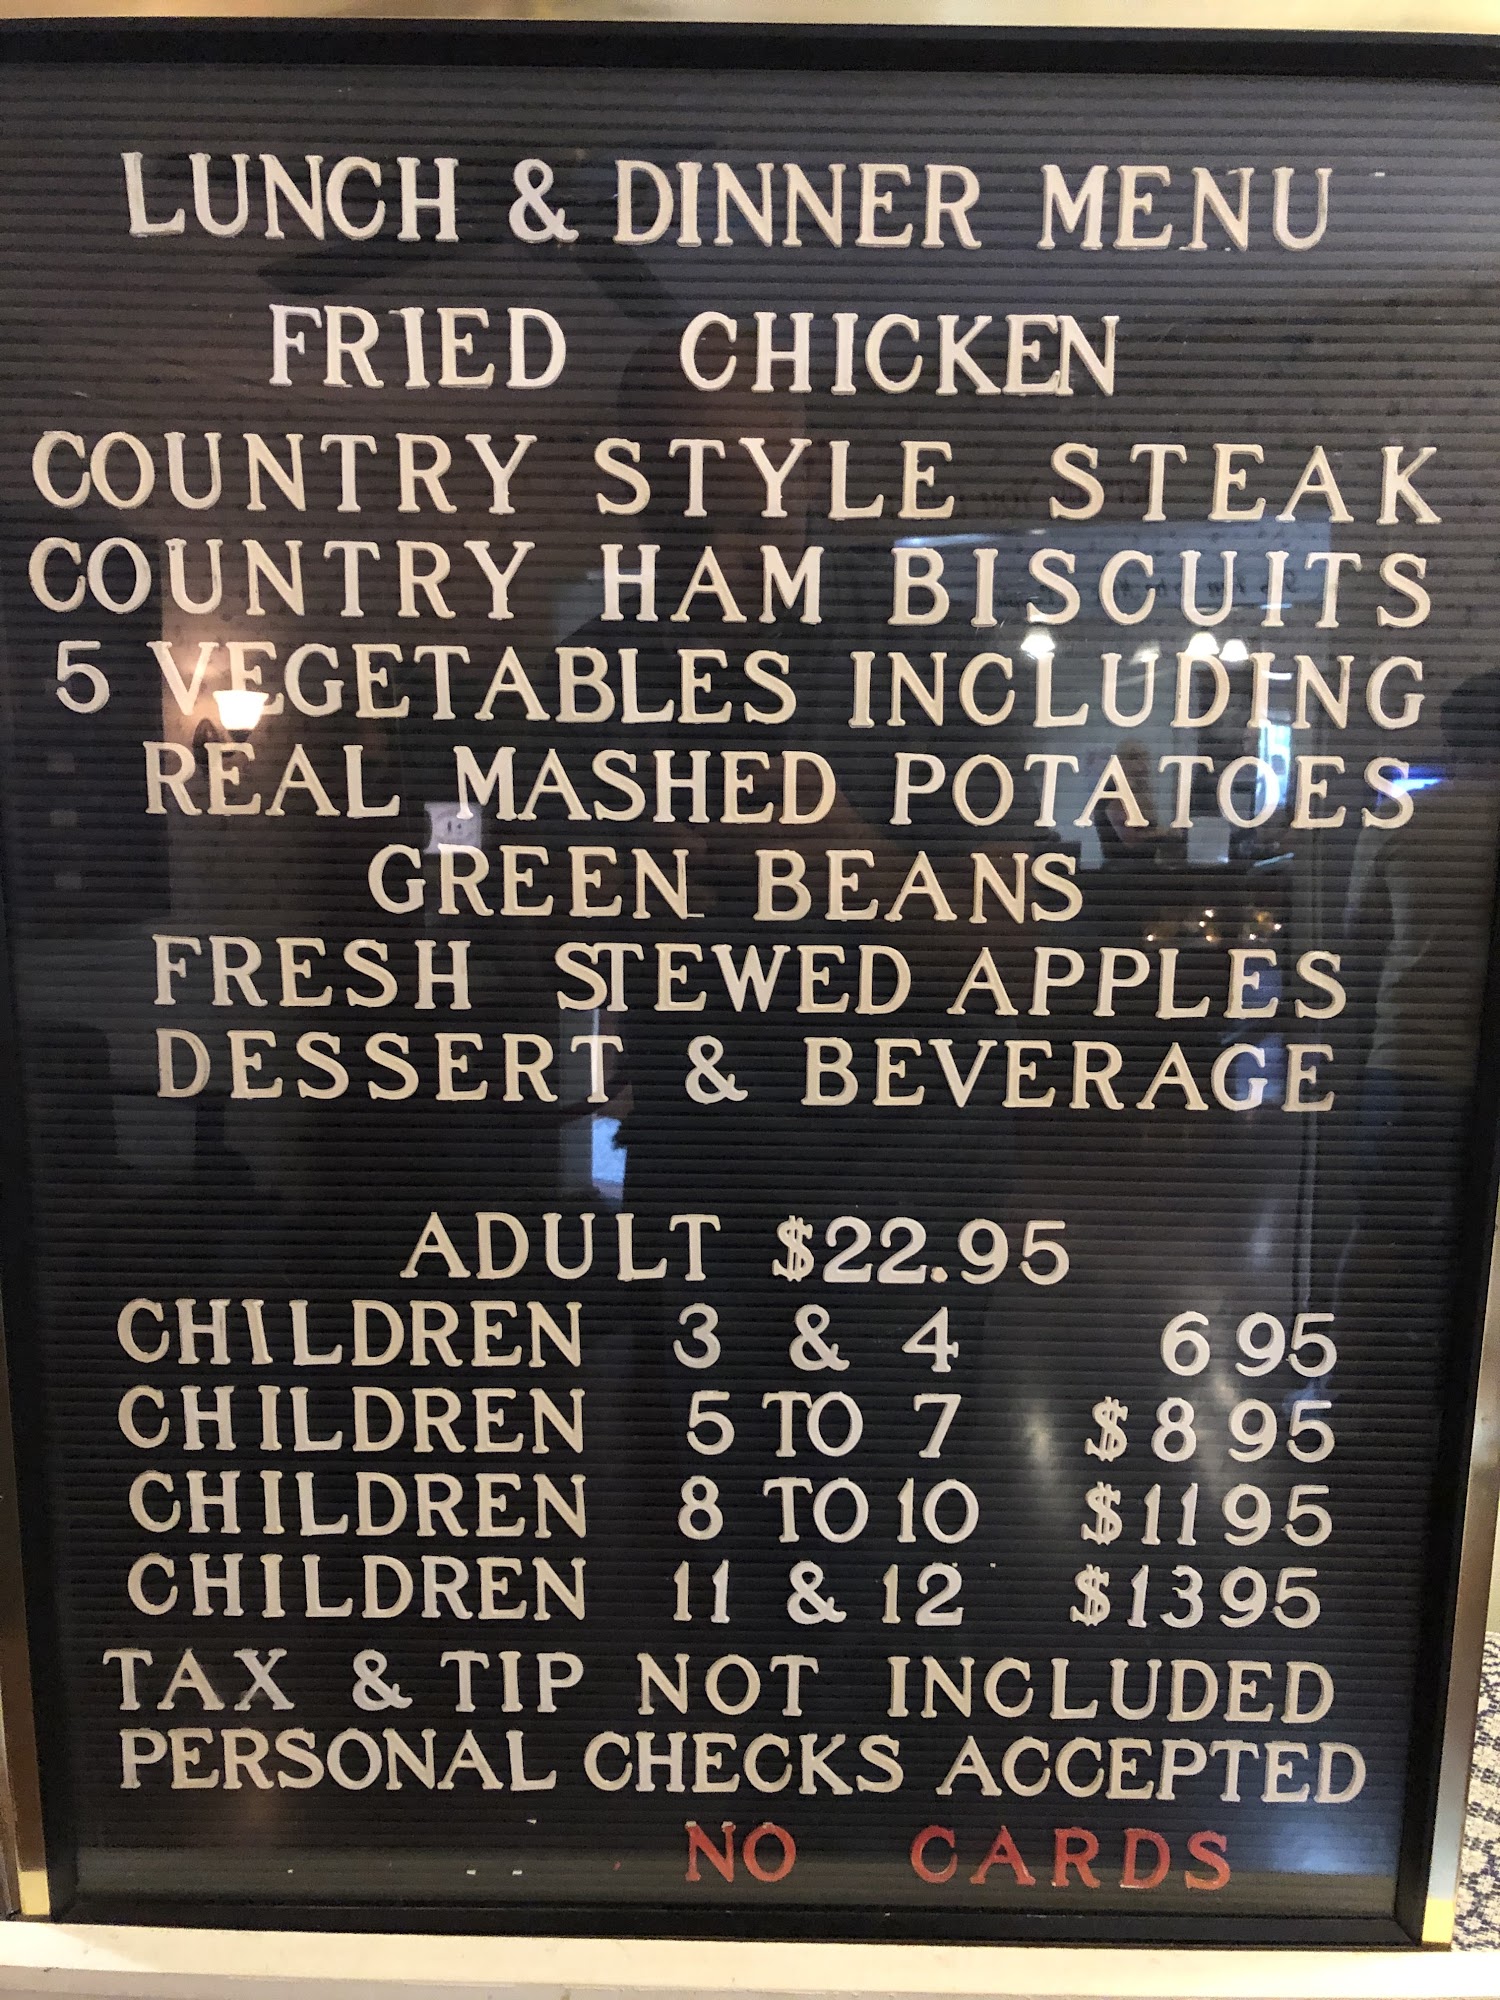 LUNCH & DINNER MENU
FRIED CHICKEN
COUNTRY STYLE STEAK
COUNTRY HAM BISCUITS
5 VEGETABLES INCLUDING
REAL MASHED POTATOES
GREEN BEANS
FRESH STEWED APPLES
DESSERT & BEVERAGE
ADULT $22.95
CHILDREN 3 & 4 6 95
CHILDREN 5 TO 7 $8 95
CHILDREN 8 TO 10 $11 95
CHILDREN 11 & 12 $13 95
TAX & TIP NOT INCLUDED
PERSONAL CHECKS ACCEPTED
NO CARDS